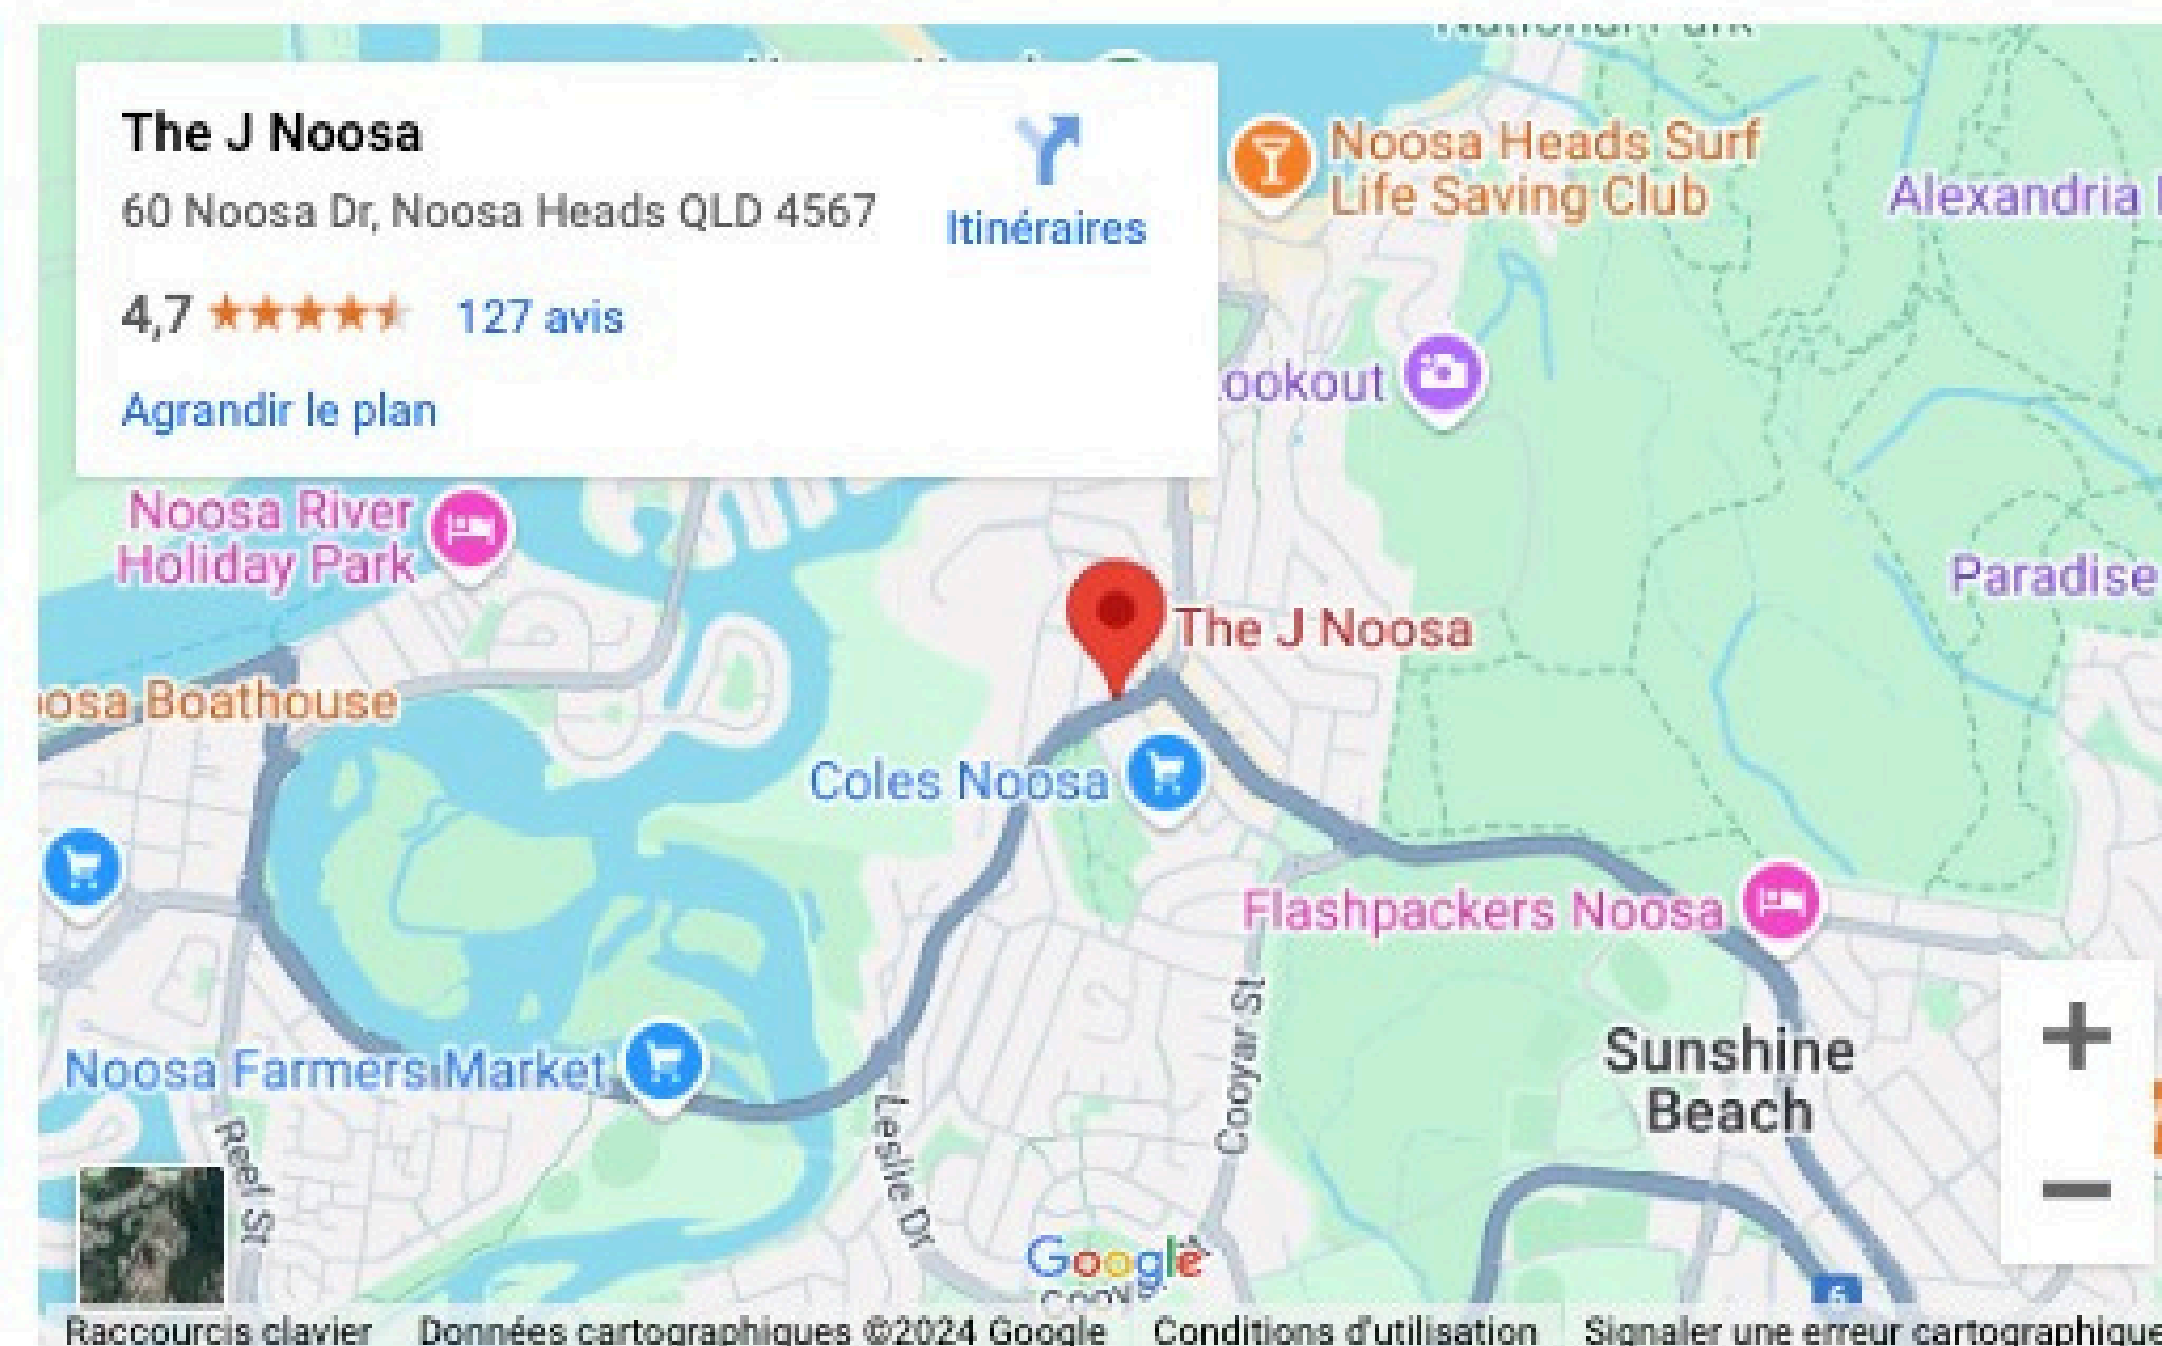 The J Noosa
60 Noosa Dr, Noosa Heads QLD 4567
Itinéraires
4,7
127 avis
Agrandir le plan
Noosa Heads Surf
Life Saving Club
Alexandria
ookout
Noosa River
Holiday Park
Paradise
The J Noosa
osa Boathouse
Coles Noosa
Flashpackers Noosa
Cooyar St
Sunshine
Beach
Noosa Farmers Market
Reef St
Leslie Dr
+
−
Google
6
Raccourcis clavier
Données cartographiques ©2024 Google
Conditions d'utilisation
Signaler une erreur cartographique